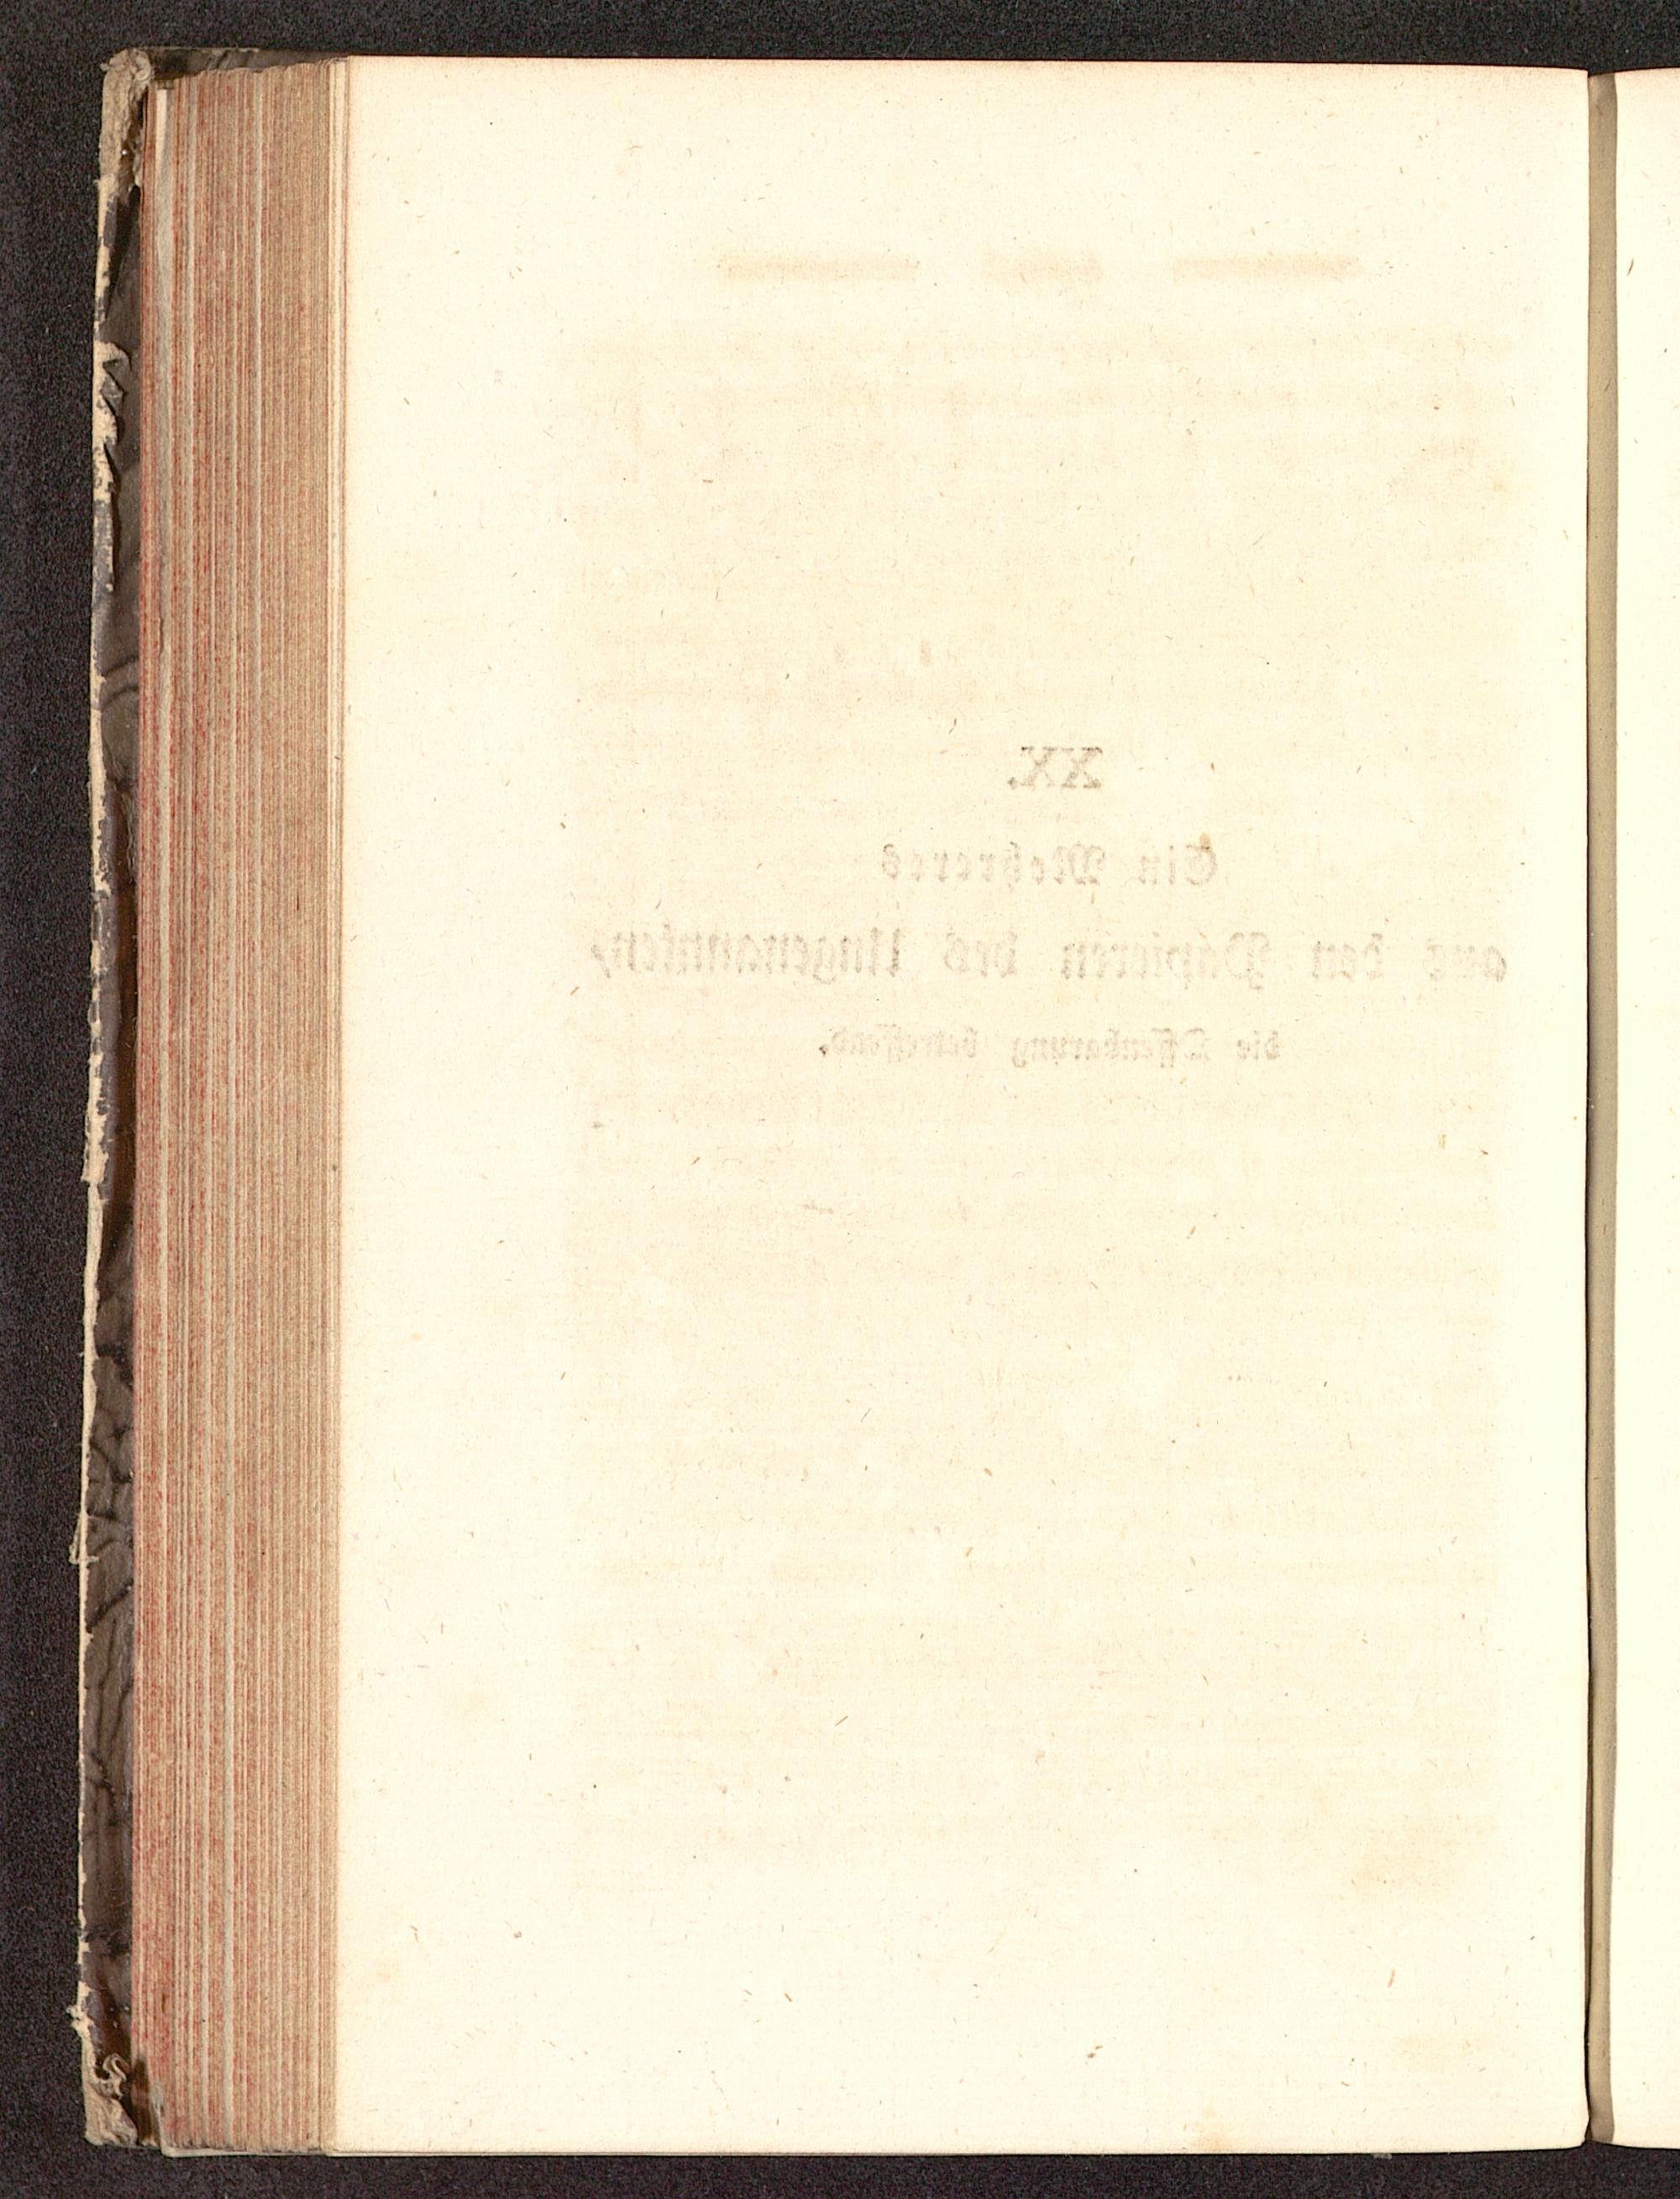 XX.
Ein Mehreres
aus den Papieren des Ungenannten,
die Offenbarung betreffend.